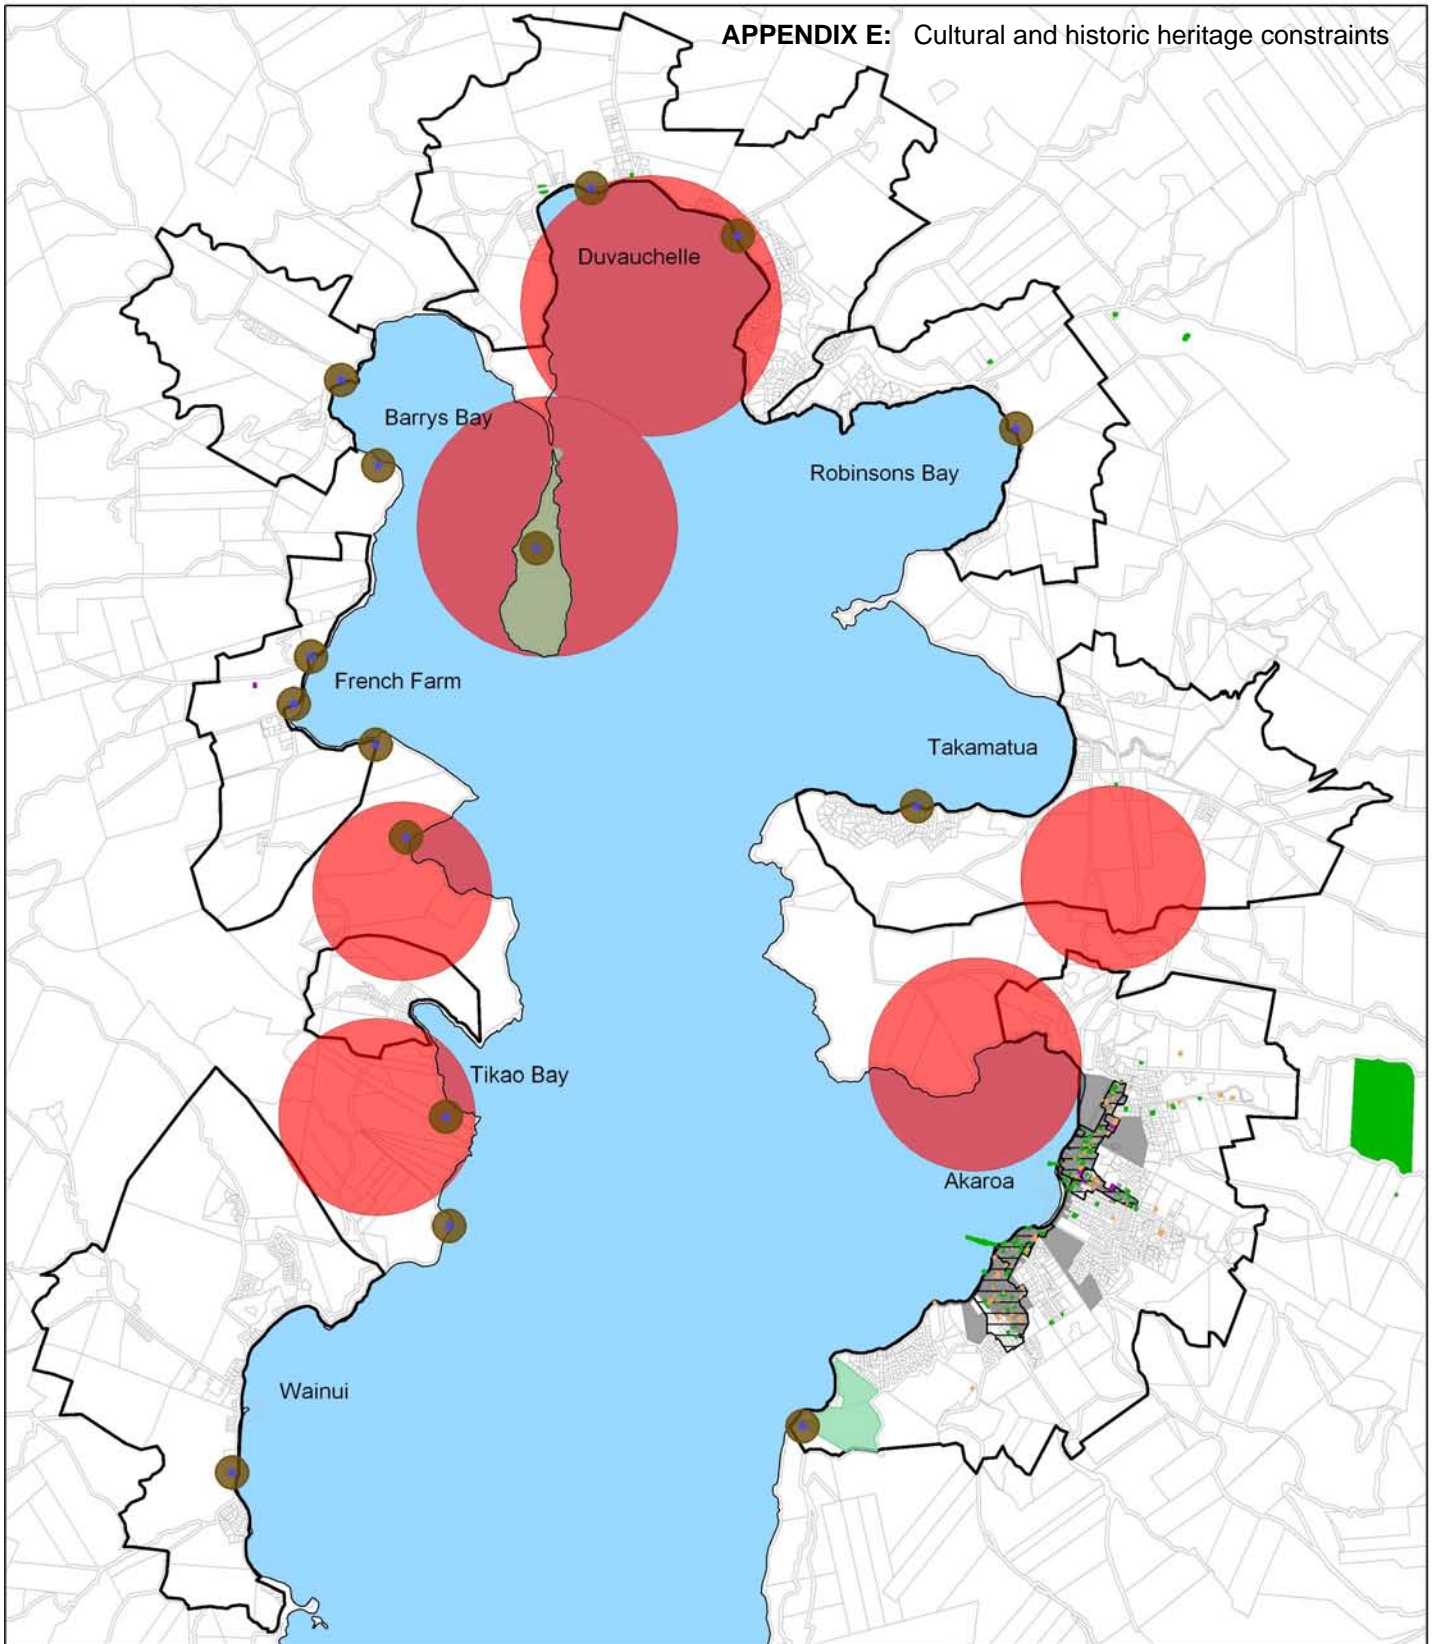 APPENDIX E: Cultural and historic heritage constraints
Duvauchelle
Barrys Bay
Robinsons Bay
French Farm
Takamatua
Tikao Bay
Akaroa
Wainui